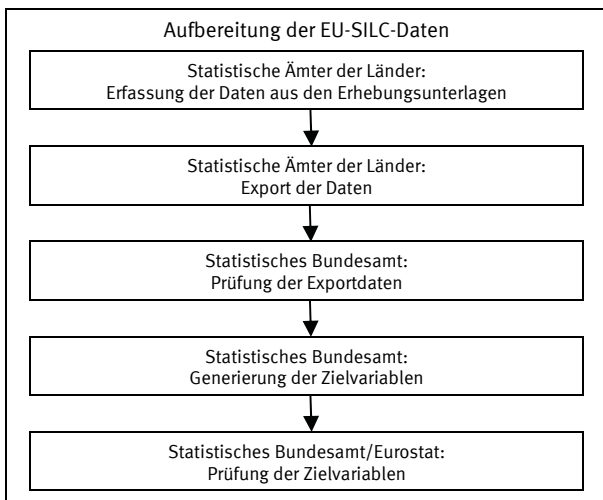 Aufbereitung der EU-SILC-Daten
Statistische Ämter der Länder:
Erfassung der Daten aus den Erhebungsunterlagen
Statistische Ämter der Länder:
Export der Daten
Statistisches Bundesamt:
Prüfung der Exportdaten
Statistisches Bundesamt:
Generierung der Zielvariablen
Statistisches Bundesamt/Eurostat:
Prüfung der Zielvariablen